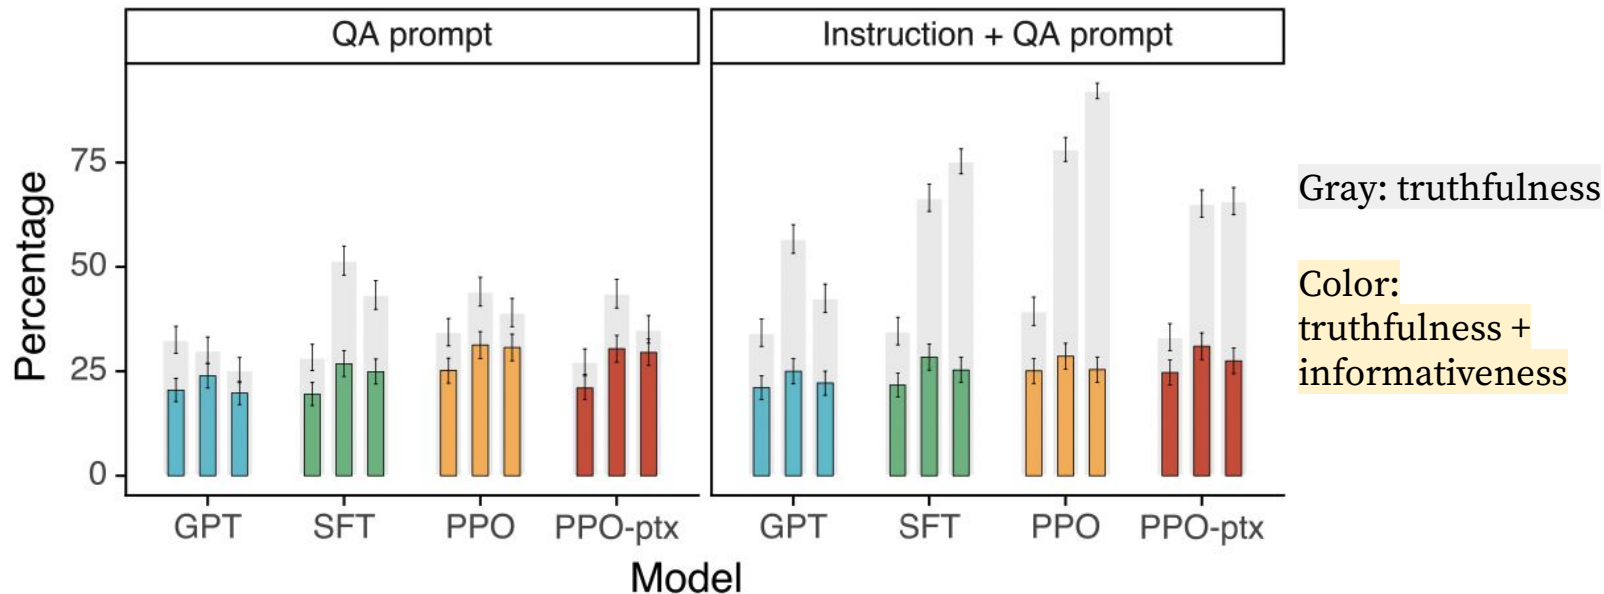 QA prompt
Instruction + QA prompt
Percentage
75
50
25
0
GPT
SFT
PPO
PPO-ptx
GPT
SFT
PPO
PPO-ptx
Model
Gray: truthfulness
Color:
truthfulness +
informativeness